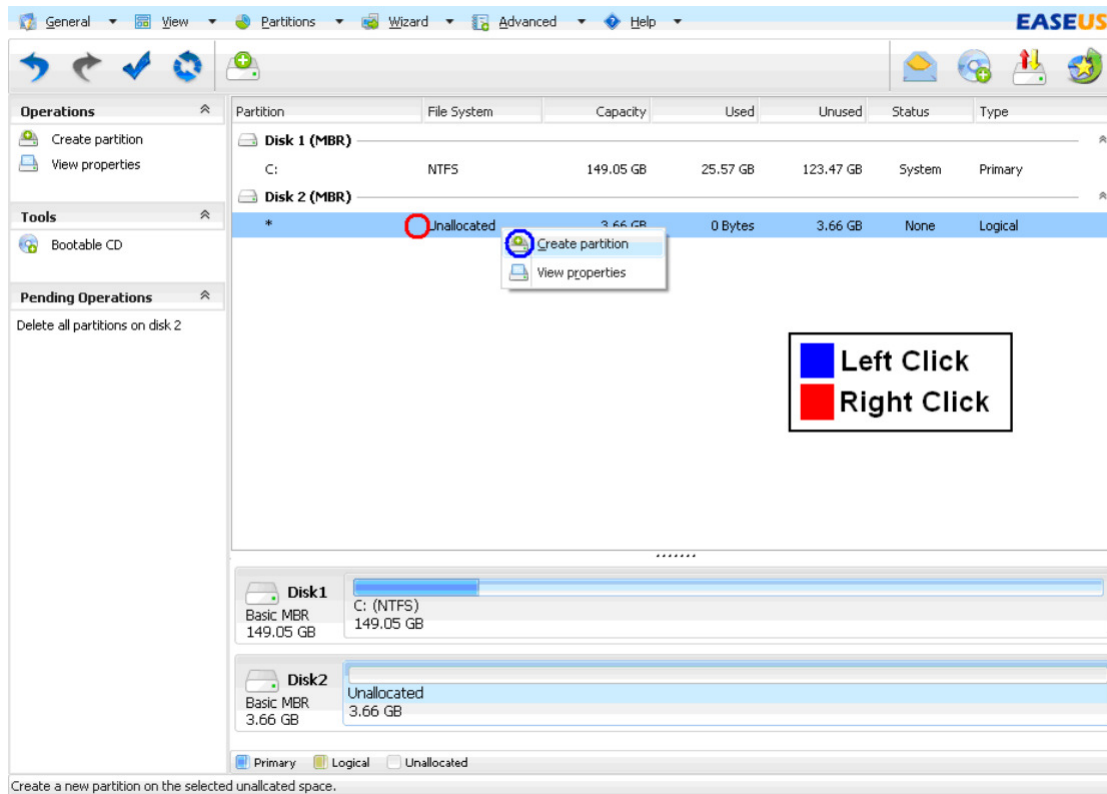 General View Partitions Wizard Advanced Help EASEUS
Operations
Create partition
View properties
Tools
Bootable CD
Pending Operations
Delete all partitions on disk 2
Partition File System Capacity Used Unused Status Type
Disk 1 (MBR)
C: NTFS 149.05 GB 25.57 GB 123.47 GB System Primary
Disk 2 (MBR)
* Unallocated 3.66 GB 0 Bytes 3.66 GB None Logical
Create partition
View properties
Left Click
Right Click
Disk1
Basic MBR
149.05 GB
C: (NTFS)
149.05 GB
Disk2
Basic MBR
3.66 GB
Unallocated
3.66 GB
Primary Logical Unallocated
Create a new partition on the selected unallcated space.